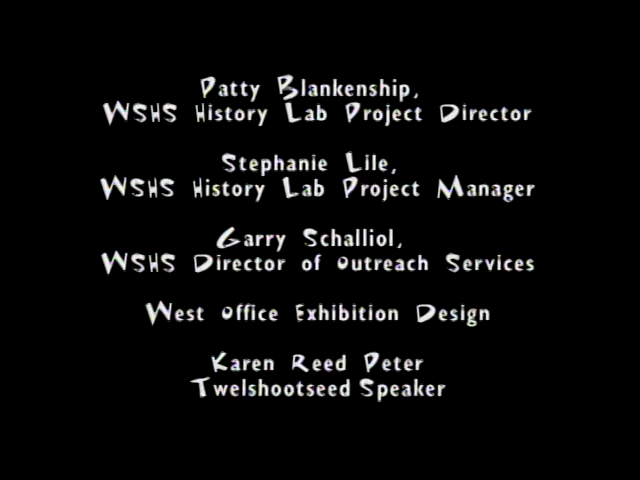 Patty Blankenship,
WSHS History Lab Project Director
Stephanie Lile,
WSHS History Lab Project Manager
Garry Schalliol,
WSHS Director of Outreach Services
West Office Exhibition Design
Karen Reed Peter
Twelshootseed Speaker